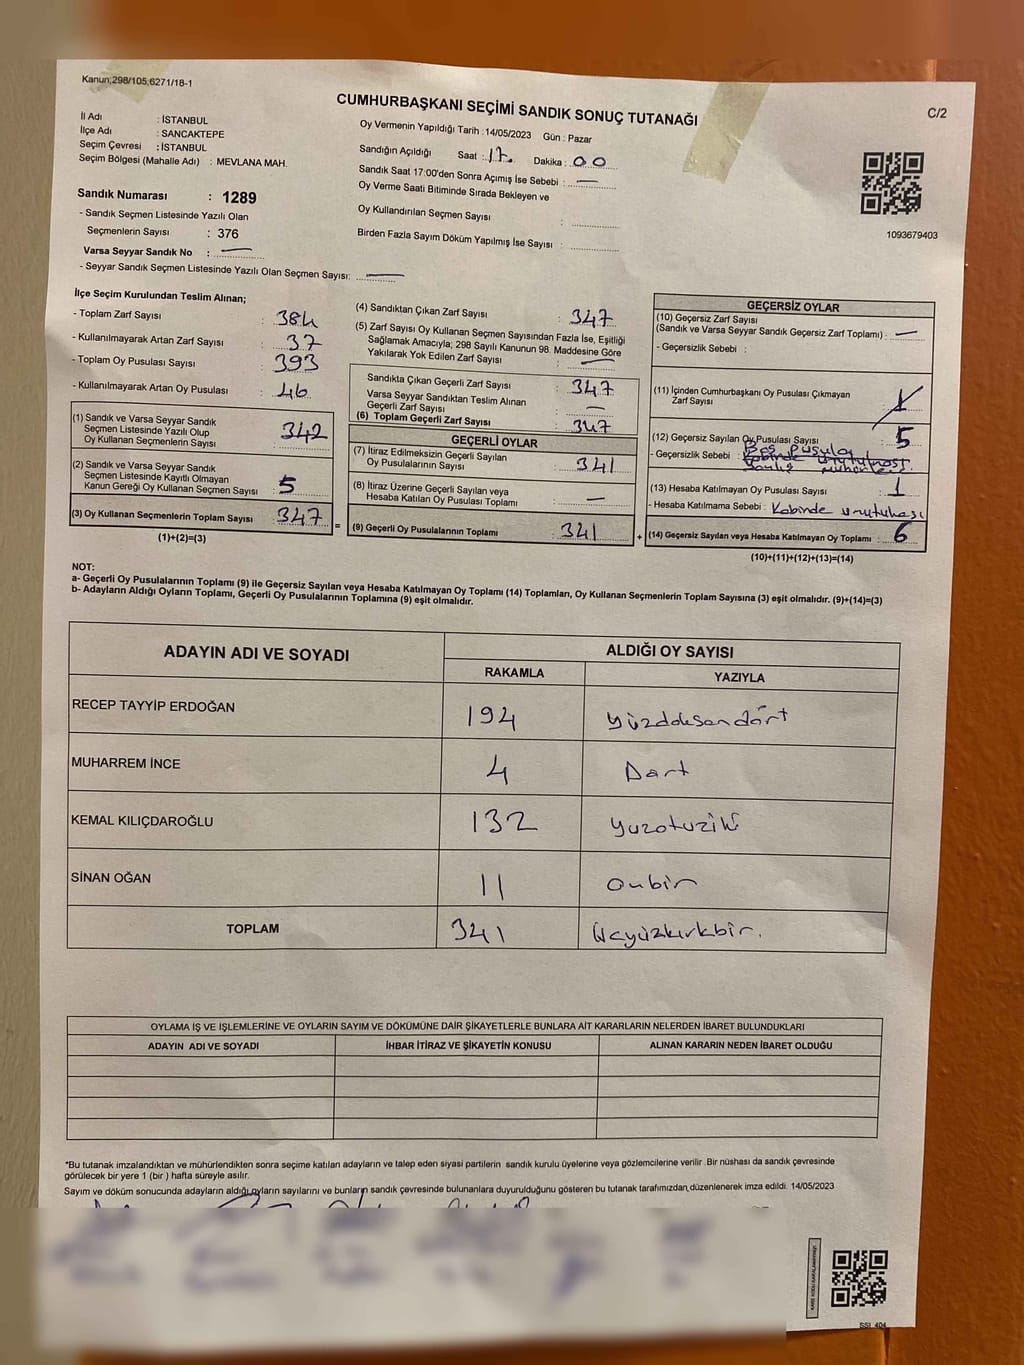 Kanun;298/105,6271/18-1
CUMHURBAŞKANI SEÇİMİ SANDIK SONUÇ TUTANAĞI
C/2
İl Adı : İSTANBUL
İlçe Adı : SANCAKTEPE
Seçim Çevresi : İSTANBUL
Seçim Bölgesi (Mahalle Adı) : MEVLANA MAH.
Oy Vermenin Yapıldığı Tarih : 14/05/2023 Gün : Pazar
Sandığın Açıldığı Saat : 17 Dakika : 00
Sandık Saat 17:00'den Sonra Açımış İse Sebebi : —
Oy Verme Saati Bitiminde Sırada Bekleyen ve
Oy Kullandırılan Seçmen Sayısı :
Birden Fazla Sayım Döküm Yapılmış İse Sayısı :
1093679403
Sandık Numarası : 1289
- Sandık Seçmen Listesinde Yazılı Olan
Seçmenlerin Sayısı : 376
Varsa Seyyar Sandık No : —
- Seyyar Sandık Seçmen Listesinde Yazılı Olan Seçmen Sayısı: —
İlçe Seçim Kurulundan Teslim Alınan;
- Toplam Zarf Sayısı : 384
- Kullanılmayarak Artan Zarf Sayısı : 37
- Toplam Oy Pusulası Sayısı : 393
- Kullanılmayarak Artan Oy Pusulası : 46
(1) Sandık ve Varsa Seyyar Sandık
Seçmen Listesinde Yazılı Olup
Oy Kullanan Seçmenlerin Sayısı : 342
(2) Sandık ve Varsa Seyyar Sandık
Seçmen Listesinde Kayıtlı Olmayan
Kanun Gereği Oy Kullanan Seçmen Sayısı : 5
(3) Oy Kullanan Seçmenlerin Toplam Sayısı : 347
(1)+(2)=(3)
(4) Sandıktan Çıkan Zarf Sayısı : 347
(5) Zarf Sayısı Oy Kullanan Seçmen Sayısından Fazla İse, Eşitliği
Sağlamak Amacıyla; 298 Sayılı Kanunun 98. Maddesine Göre
Yakılarak Yok Edilen Zarf Sayısı : —
Sandıkta Çıkan Geçerli Zarf Sayısı : 347
Varsa Seyyar Sandıktan Teslim Alınan
Geçerli Zarf Sayısı : —
(6) Toplam Geçerli Zarf Sayısı : 347
GEÇERLİ OYLAR
(7) İtiraz Edilmeksizin Geçerli Sayılan
Oy Pusulalarının Sayısı : 341
(8) İtiraz Üzerine Geçerli Sayılan veya
Hesaba Katılan Oy Pusulası Toplamı : —
= (9) Geçerli Oy Pusulalarının Toplamı : 341
GEÇERSİZ OYLAR
(10) Geçersiz Zarf Sayısı
(Sandık ve Varsa Seyyar Sandık Geçersiz Zarf Toplamı) : —
- Geçersizlik Sebebi :
(11) İçinden Cumhurbaşkanı Oy Pusulası Çıkmayan
Zarf Sayısı :
(12) Geçersiz Sayılan Oy Pusulası Sayısı : 5
- Geçersizlik Sebebi : Beş pusula
Kabinde unutulması.
Yanlış
(13) Hesaba Katılmayan Oy Pusulası Sayısı : 1
- Hesaba Katılmama Sebebi : Kabinde unutulması
+ (14) Geçersiz Sayılan veya Hesaba Katılmayan Oy Toplamı : 6
(10)+(11)+(12)+(13)=(14)
NOT:
a- Geçerli Oy Pusulalarının Toplamı (9) ile Geçersiz Sayılan veya Hesaba Katılmayan Oy Toplamı (14) Toplamları, Oy Kullanan Seçmenlerin Toplam Sayısına (3) eşit olmalıdır. (9)+(14)=(3)
b- Adayların Aldığı Oyların Toplamı, Geçerli Oy Pusulalarının Toplamına (9) eşit olmalıdır.
ADAYIN ADI VE SOYADI ALDIĞI OY SAYISI
RAKAMLA YAZIYLA
RECEP TAYYİP ERDOĞAN 194 yüzdoksandört
MUHARREM İNCE 4 Dört
KEMAL KILIÇDAROĞLU 132 yuzotuziki
SİNAN OĞAN 11 onbir
TOPLAM 341 üçyüzkırkbir.
OYLAMA İŞ VE İŞLEMLERİNE VE OYLARIN SAYIM VE DÖKÜMÜNE DAİR ŞİKAYETLERLE BUNLARA AİT KARARLARIN NELERDEN İBARET BULUNDUKLARI
ADAYIN ADI VE SOYADI İHBAR İTİRAZ VE ŞİKAYETİN KONUSU ALINAN KARARIN NEDEN İBARET OLDUĞU
*Bu tutanak imzalandıktan ve mühürlendikten sonra seçime katılan adayların ve talep eden siyasi partilerin sandık kurulu üyelerine veya gözlemcilerine verilir .Bir nüshası da sandık çevresinde
görülecek bir yere 1 (bir ) hafta süreyle asılır.
Sayım ve döküm sonucunda adayların aldığı oyların sayılarını ve bunların sandık çevresinde bulunanlara duyurulduğunu gösteren bu tutanak tarafımızdan düzenlenerek imza edildi. 14/05/2023
SSI_404